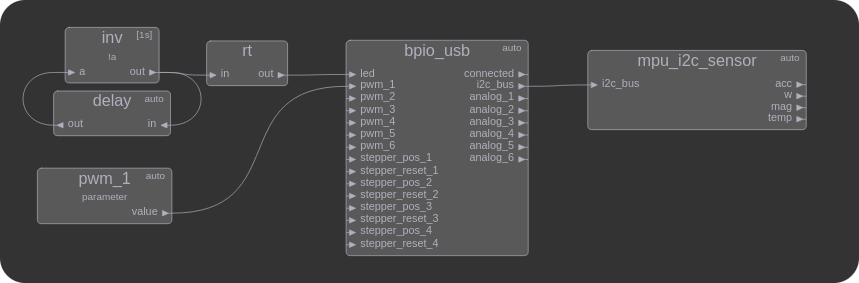 inv [1s]
!a
a out
delay auto
out in
pwm_1 auto
parameter
value
rt
in out
bpio_usb auto
led connected
pwm_1 i2c_bus
pwm_2 analog_1
pwm_3 analog_2
pwm_4 analog_3
pwm_5 analog_4
pwm_6 analog_5
stepper_pos_1 analog_6
stepper_reset_1
stepper_pos_2
stepper_reset_2
stepper_pos_3
stepper_reset_3
stepper_pos_4
stepper_reset_4
mpu_i2c_sensor auto
i2c_bus acc
w
mag
temp